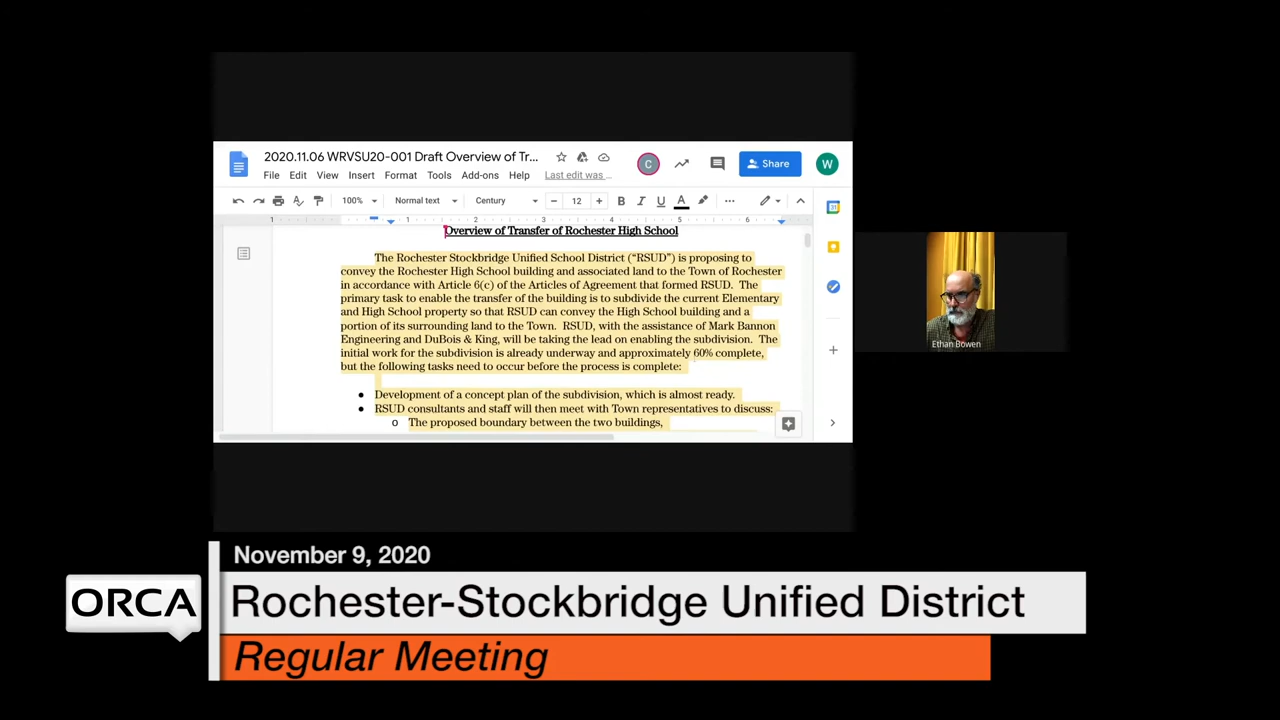 2020.11.06 WRVSU20-001 Draft Overview of Tr...
C
Share
W
File Edit View Insert Format Tools Add-ons Help Last edit was ...
100% Normal text Century 12 B I U A
1 1 2 3 4 5 6
Overview of Transfer of Rochester High School
The Rochester Stockbridge Unified School District (“RSUD”) is proposing to
convey the Rochester High School building and associated land to the Town of Rochester
in accordance with Article 6(c) of the Articles of Agreement that formed RSUD. The
primary task to enable the transfer of the building is to subdivide the current Elementary
and High School property so that RSUD can convey the High School building and a
portion of its surrounding land to the Town. RSUD, with the assistance of Mark Bannon
Engineering and DuBois & King, will be taking the lead on enabling the subdivision. The
initial work for the subdivision is already underway and approximately 60% complete,
but the following tasks need to occur before the process is complete:
● Development of a concept plan of the subdivision, which is almost ready.
● RSUD consultants and staff will then meet with Town representatives to discuss:
o The proposed boundary between the two buildings,
Ethan Bowen
November 9, 2020
ORCA
Rochester-Stockbridge Unified District
Regular Meeting